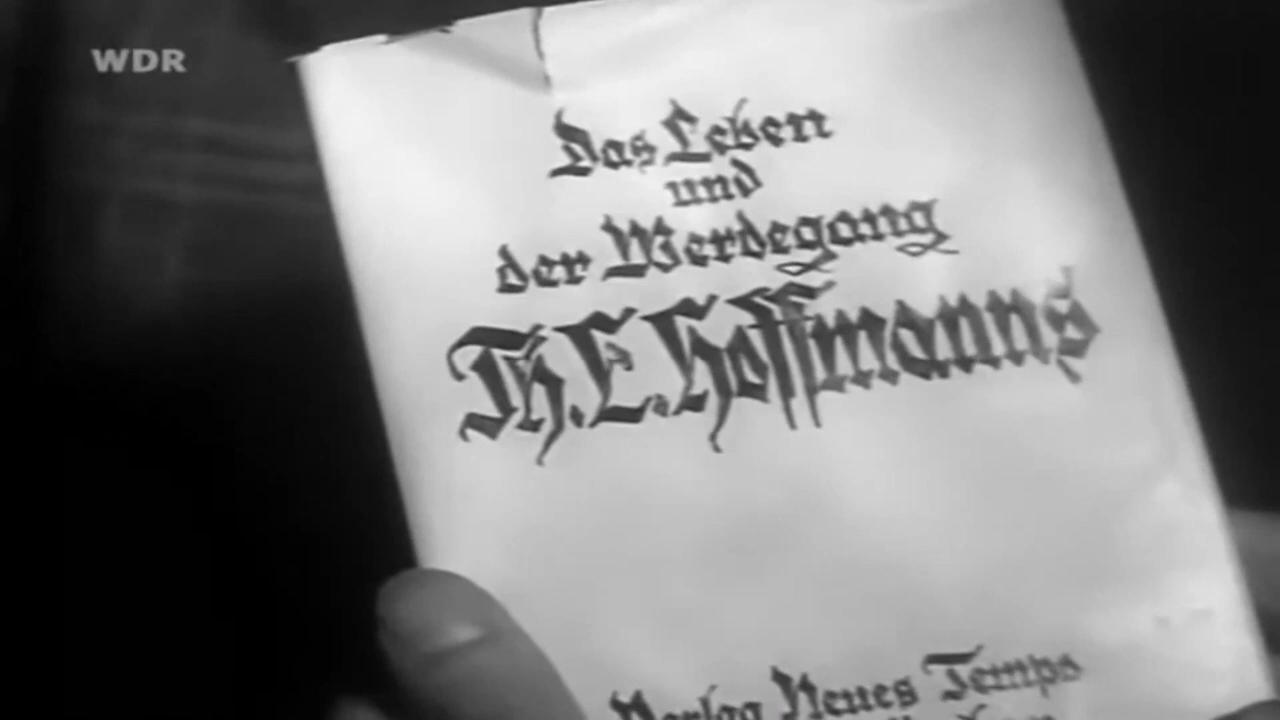 WDR
Das Leben
und
der Werdegang
Th. E. Hoffmanns
Verlag Neues Tempo